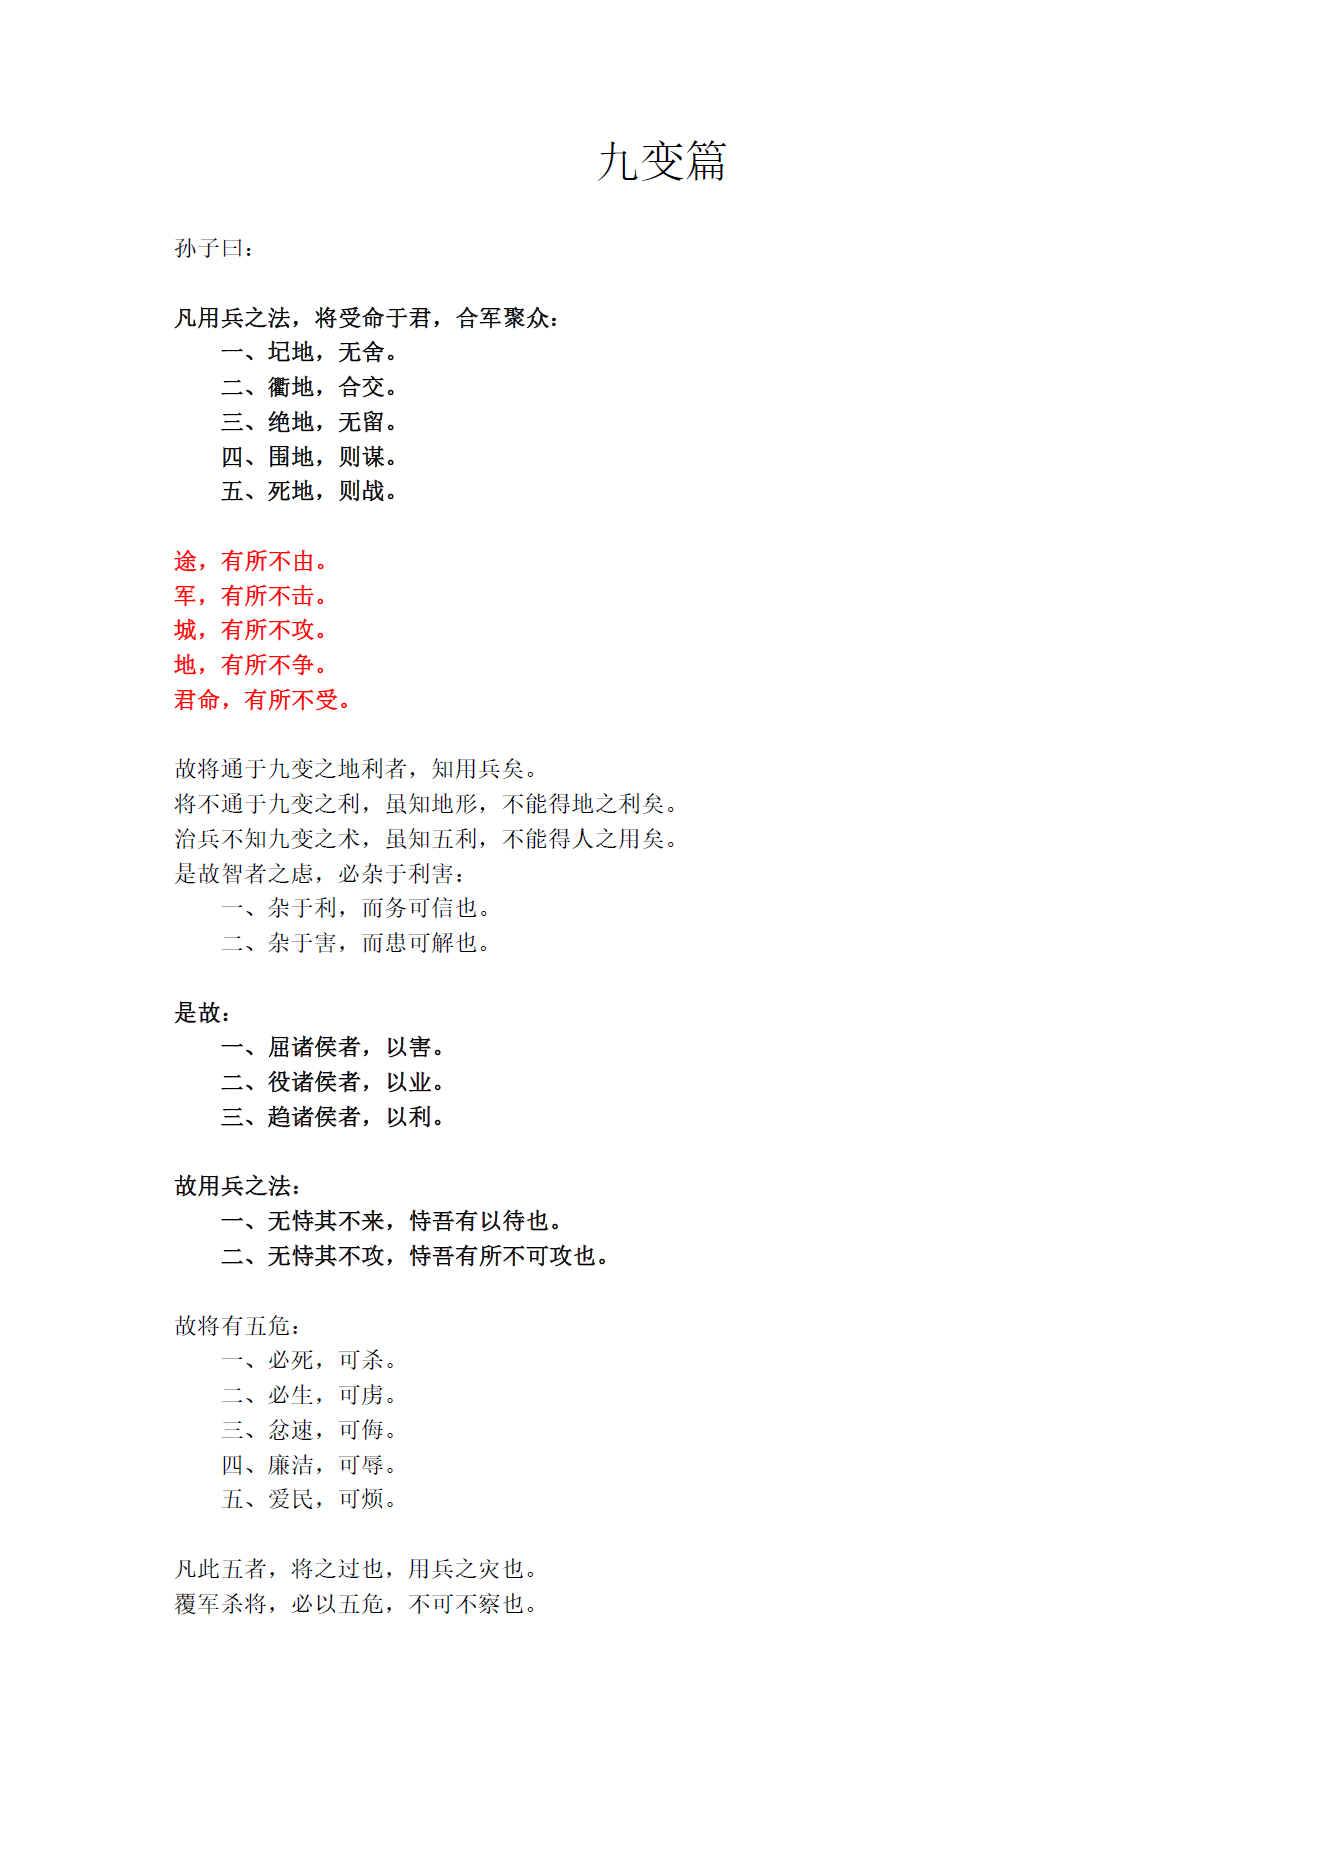 九变篇
孙子曰：
凡用兵之法，将受命于君，合军聚众：
一、圮地，无舍。
二、衢地，合交。
三、绝地，无留。
四、围地，则谋。
五、死地，则战。
途，有所不由。
军，有所不击。
城，有所不攻。
地，有所不争。
君命，有所不受。
故将通于九变之地利者，知用兵矣。
将不通于九变之利，虽知地形，不能得地之利矣。
治兵不知九变之术，虽知五利，不能得人之用矣。
是故智者之虑，必杂于利害：
一、杂于利，而务可信也。
二、杂于害，而患可解也。
是故：
一、屈诸侯者，以害。
二、役诸侯者，以业。
三、趋诸侯者，以利。
故用兵之法：
一、无恃其不来，恃吾有以待也。
二、无恃其不攻，恃吾有所不可攻也。
故将有五危：
一、必死，可杀。
二、必生，可虏。
三、忿速，可侮。
四、廉洁，可辱。
五、爱民，可烦。
凡此五者，将之过也，用兵之灾也。
覆军杀将，必以五危，不可不察也。